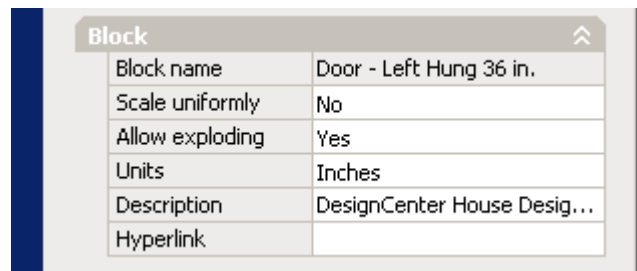 Block
Block name Door - Left Hung 36 in.
Scale uniformly No
Allow exploding Yes
Units Inches
Description DesignCenter House Desig...
Hyperlink